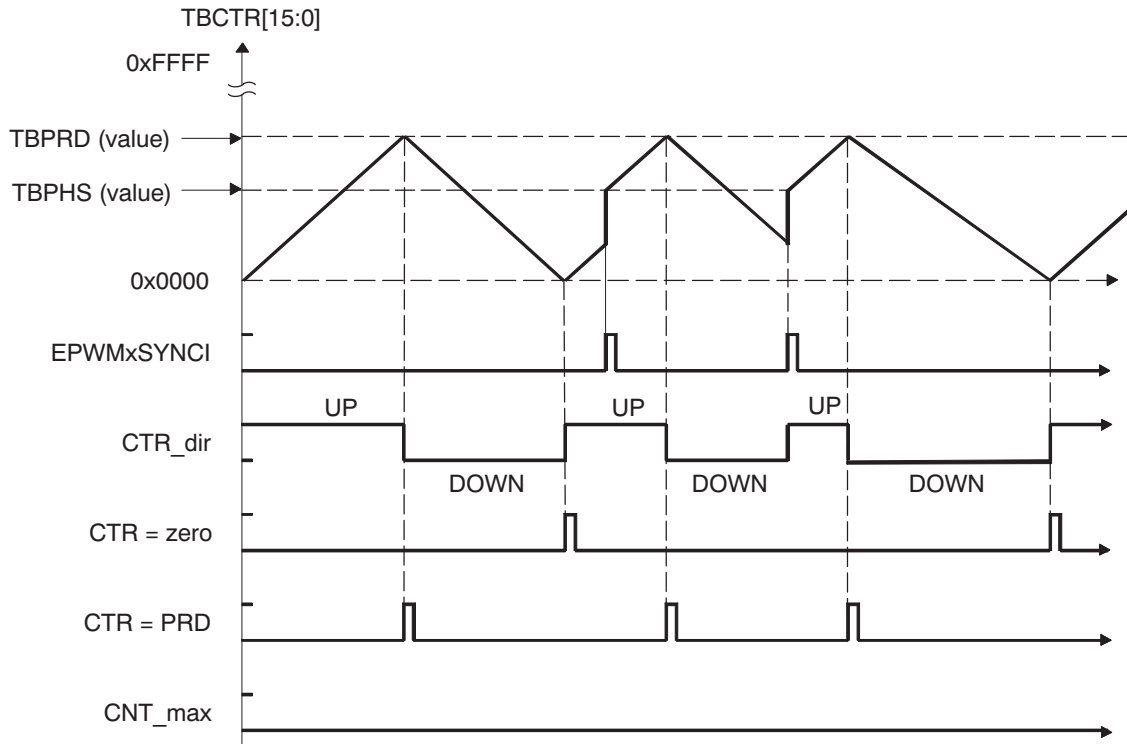 TBCTR[15:0]
0xFFFF
TBPRD (value)
TBPHS (value)
0x0000
EPWMxSYNCI
UP
UP
UP
CTR_dir
DOWN
DOWN
DOWN
CTR = zero
CTR = PRD
CNT_max